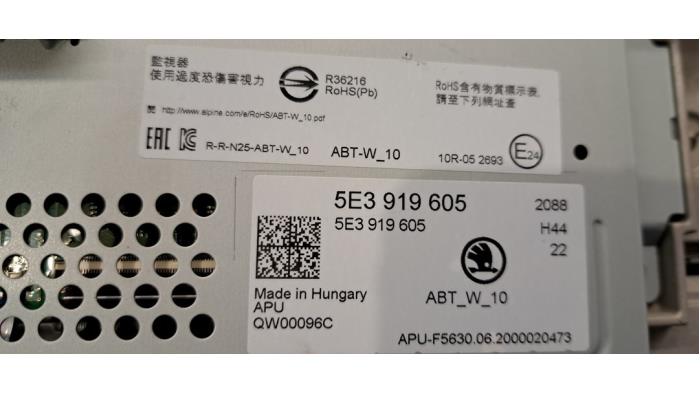 監視器
使用過度恐傷害視力
R36216
RoHS(Pb)
RoHS含有物質標示表,
請至下列網址查
http://www.alpine.com/e/RoHS/ABT-W_10.pdf
EAC
R-R-N25-ABT-W_10
ABT-W_10
10R-05 2693
E24
5E3 919 605
2088
5E3 919 605
H44
22
Made in Hungary
APU
QW00096C
ABT_W_10
APU-F5630.06.2000020473